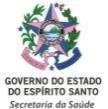 GOVERNO DO ESTADO
DO ESPÍRITO SANTO
Secretaria da Saúde